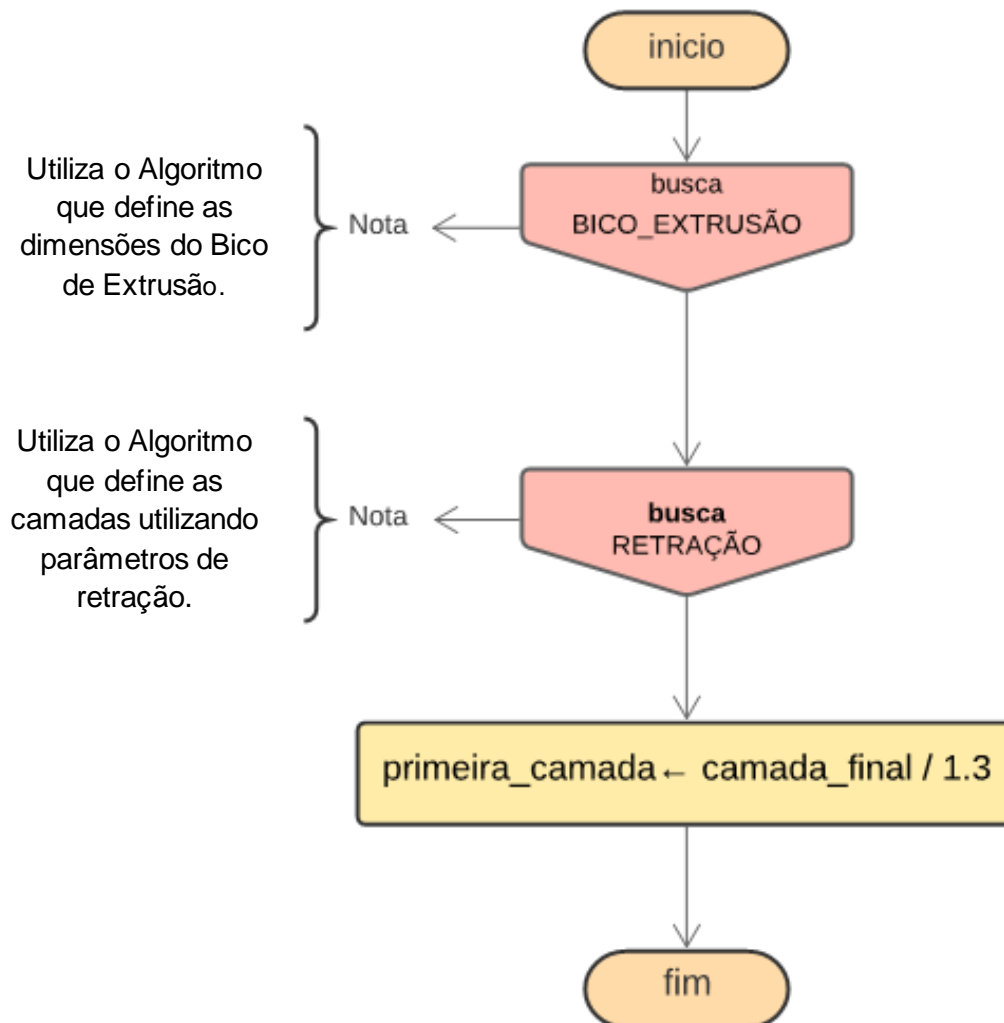 inicio
Utiliza o Algoritmo
que define as
dimensões do Bico
de Extrusão.
Nota
busca
BICO_EXTRUSÃO
Utiliza o Algoritmo
que define as
camadas utilizando
parâmetros de
retração.
Nota
busca
RETRAÇÃO
primeira_camada← camada_final / 1.3
fim